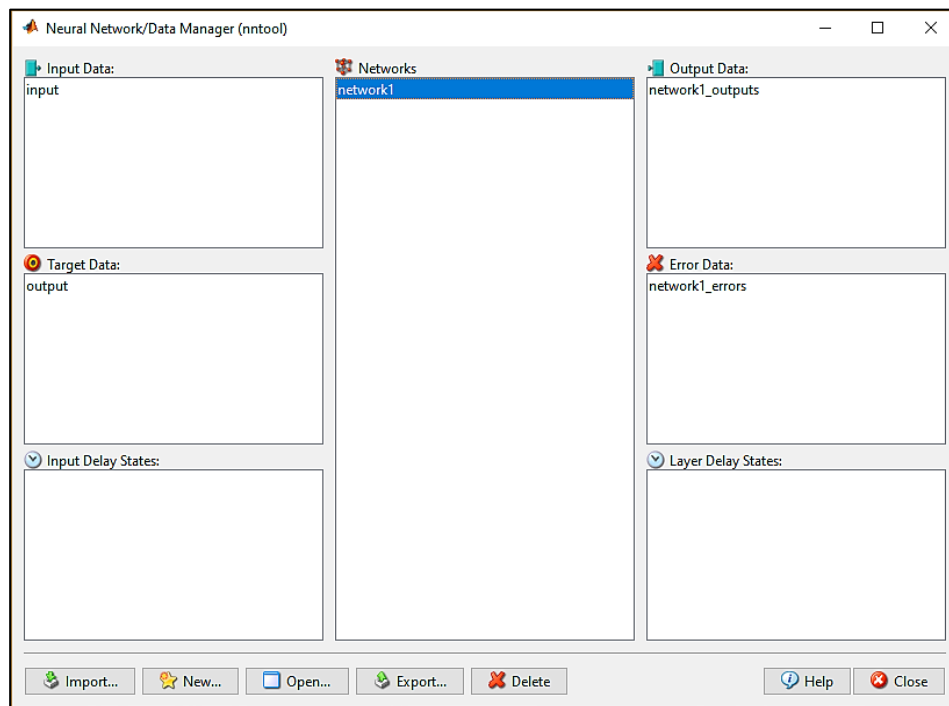 Neural Network/Data Manager (nntool)
Input Data:
input
Networks
network1
Output Data:
network1_outputs
Target Data:
output
Error Data:
network1_errors
Input Delay States:
Layer Delay States:
Import...
New...
Open...
Export...
Delete
Help
Close